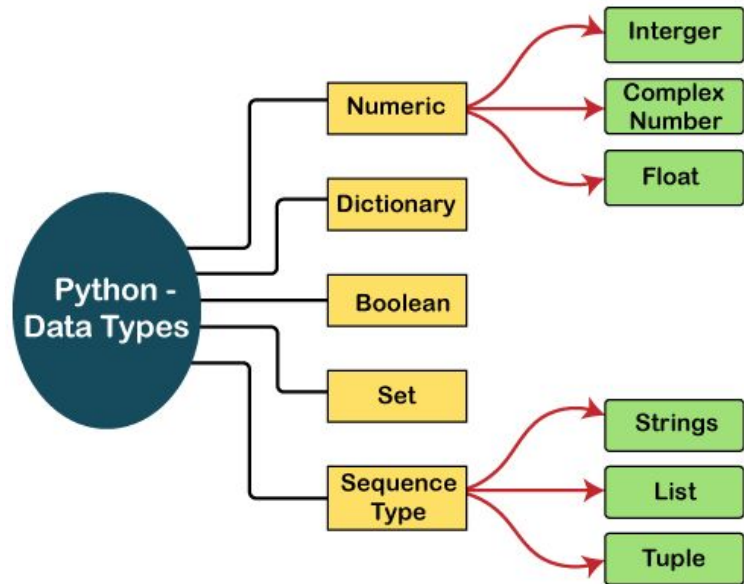 Python -
Data Types
Numeric
Dictionary
Boolean
Set
Sequence
Type
Interger
Complex
Number
Float
Strings
List
Tuple